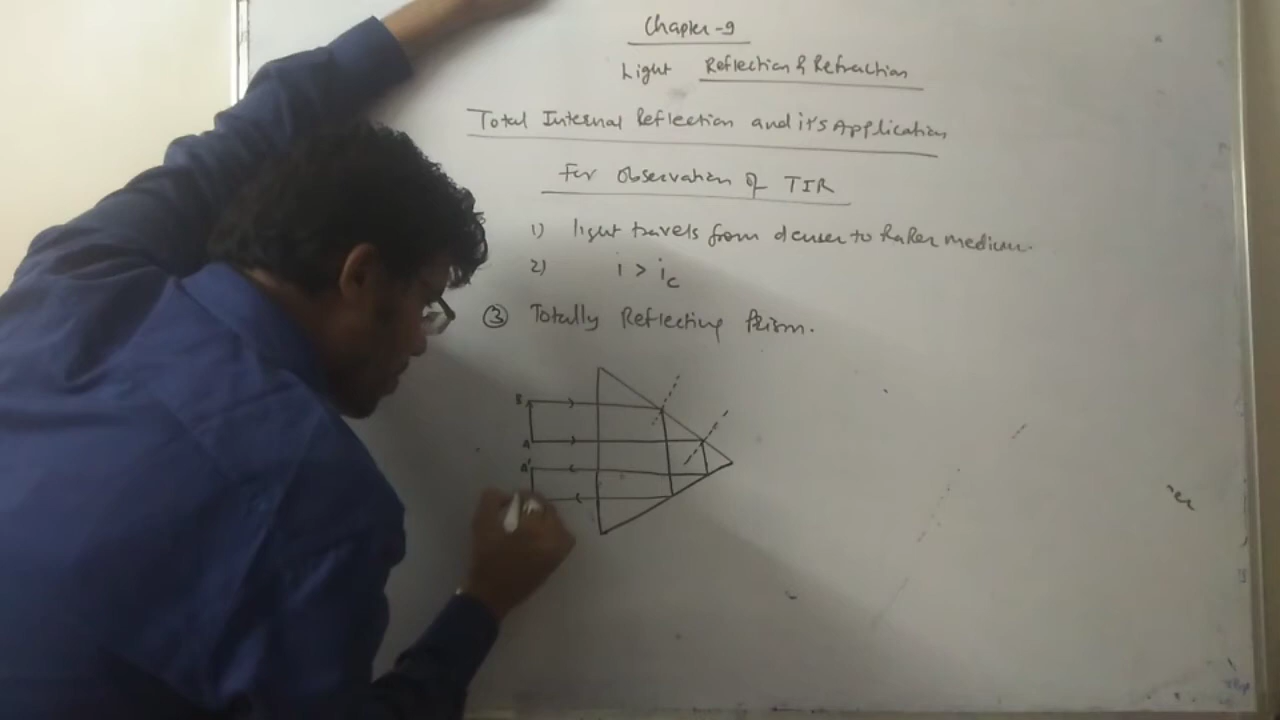 Chapter-9
Light Reflection & Refraction
Total Internal Reflection and it's Application
For Observation of TIR
1) light travels from denser to Rarer medium.
2) i > ic
③ Totally Reflecting Prism.
B
A
A'